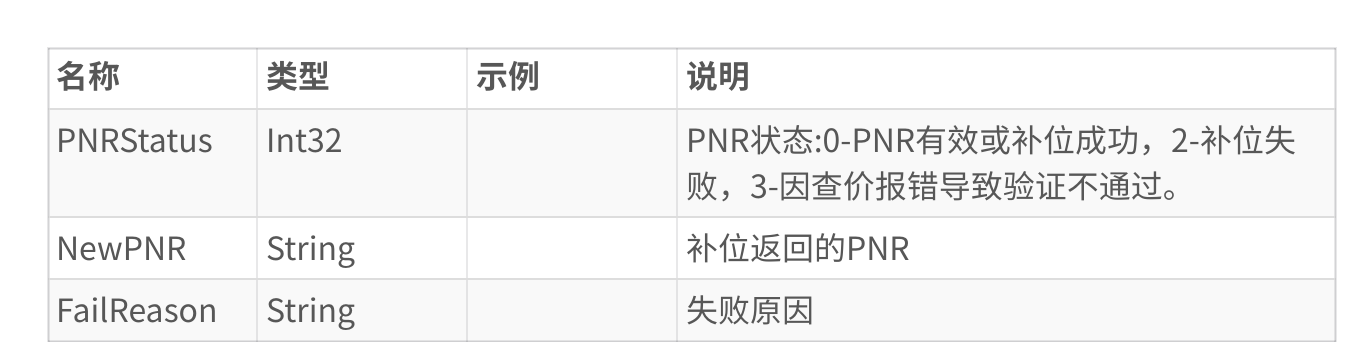 名称 类型 示例 说明
PNRStatus Int32 PNR状态:0-PNR有效或补位成功，2-补位失
败，3-因查价报错导致验证不通过。
NewPNR String 补位返回的PNR
FailReason String 失败原因